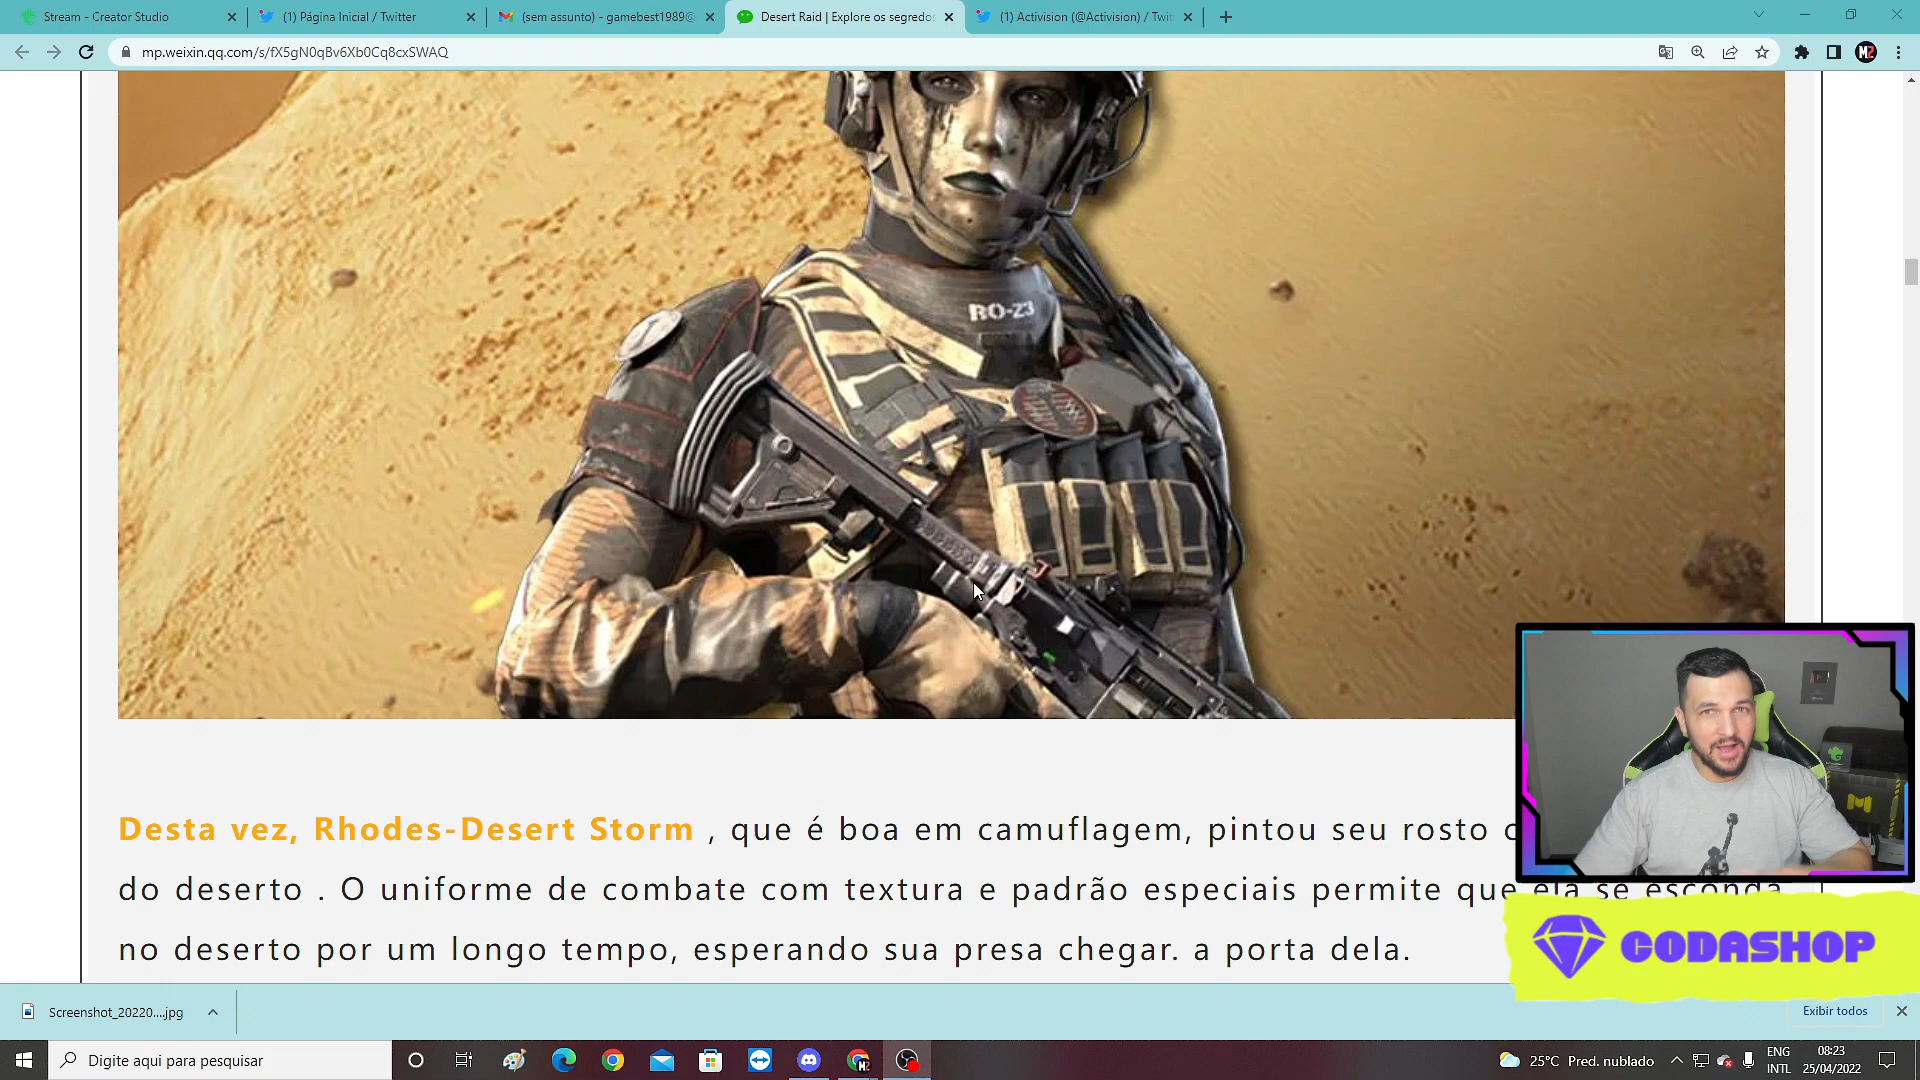 Stream - Creator Studio
(1) Página Inicial / Twitter
(sem assunto) - gamebest1989@
Desert Raid | Explore os segredos
(1) Activision (@Activision) / Twit
mp.weixin.qq.com/s/fX5gN0qBv6Xb0Cq8cxSWAQ
M2
RO-23
Desta vez, Rhodes-Desert Storm , que é boa em camuflagem, pintou seu rosto
do deserto . O uniforme de combate com textura e padrão especiais permite que ela se esconda
no deserto por um longo tempo, esperando sua presa chegar. a porta dela.
CODASHOP
Screenshot_20220....jpg
Exibir todos
Digite aqui para pesquisar
25°C Pred. nublado
ENG
INTL
08:23
25/04/2022